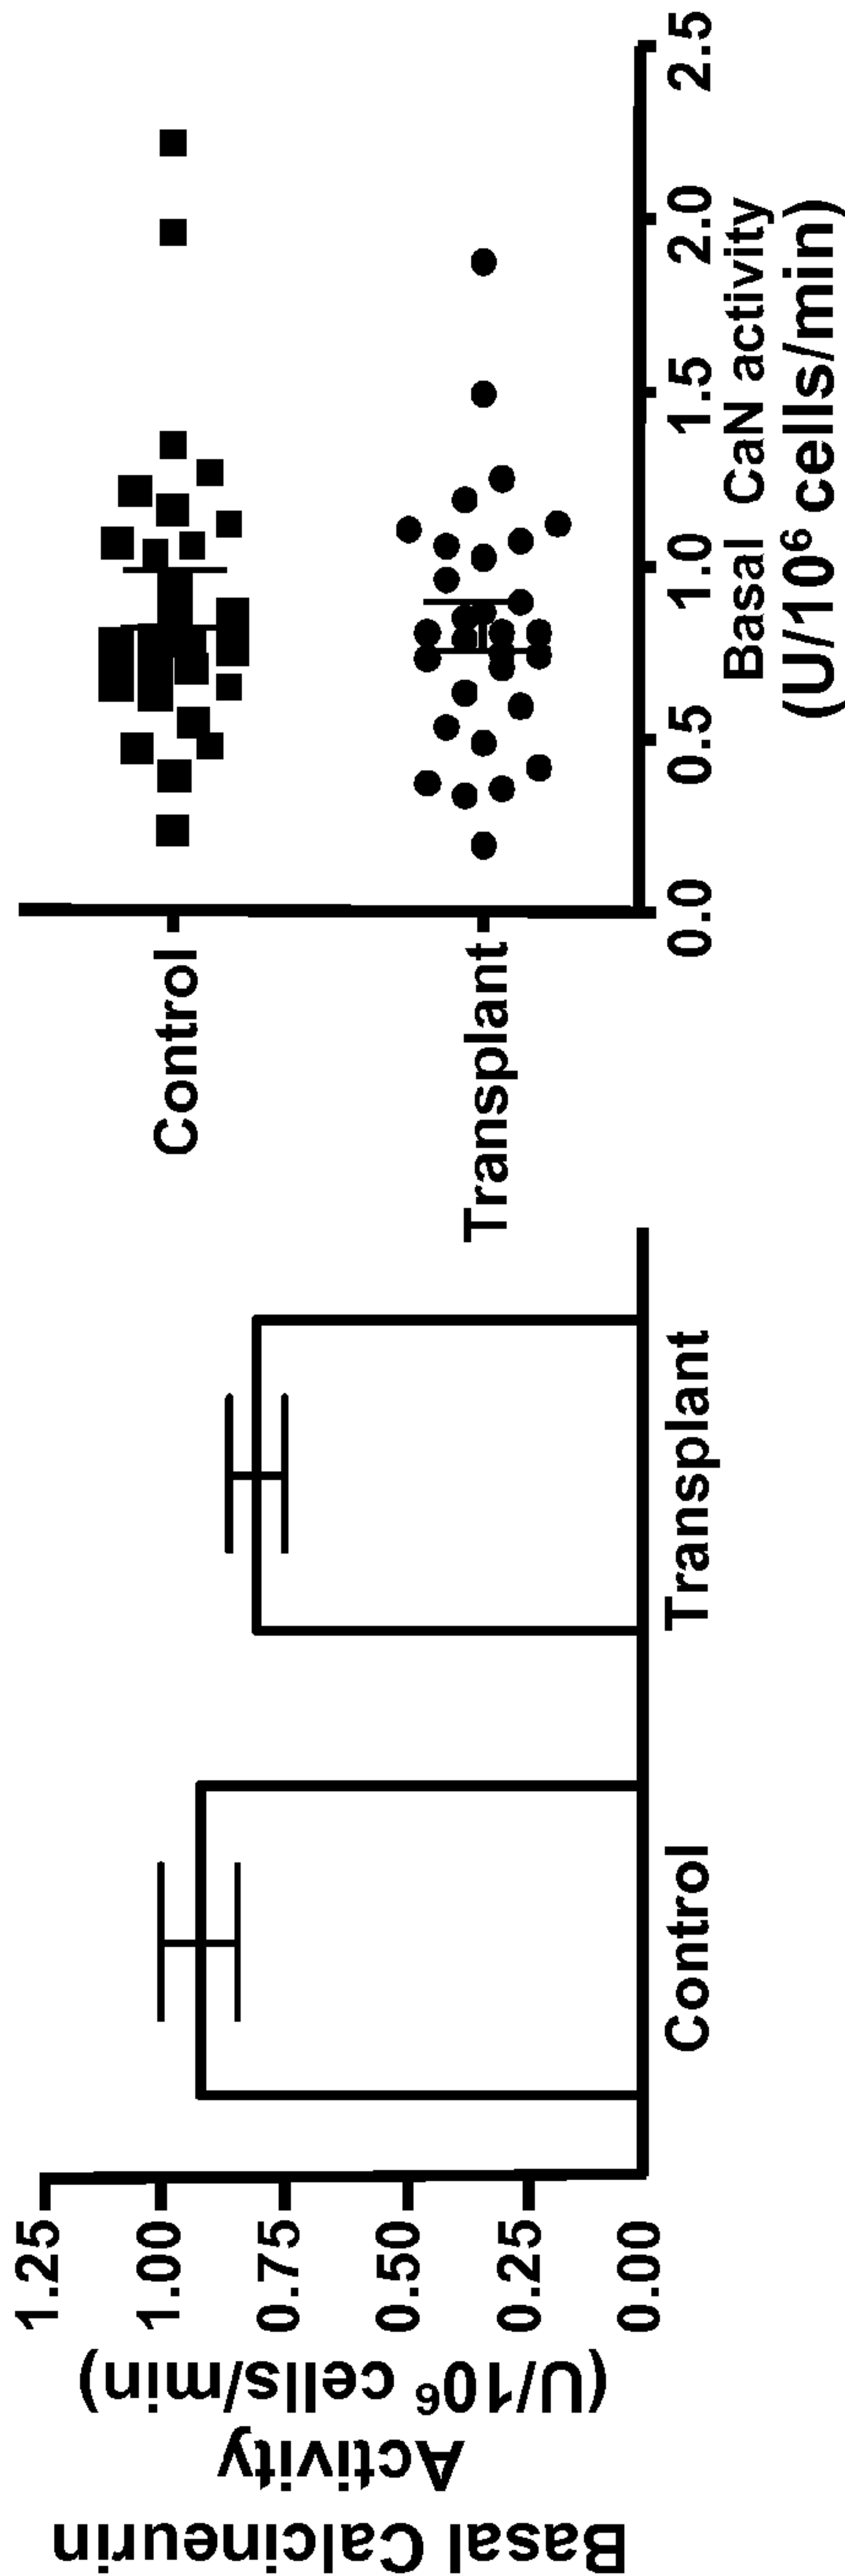 Basal Calcineurin
Activity
(U/10⁶ cells/min)
1.25
1.00
0.75
0.50
0.25
0.00
Control
Transplant
Control
Transplant
0.0
0.5
1.0
1.5
2.0
2.5
Basal CaN activity
(U/10⁶ cells/min)